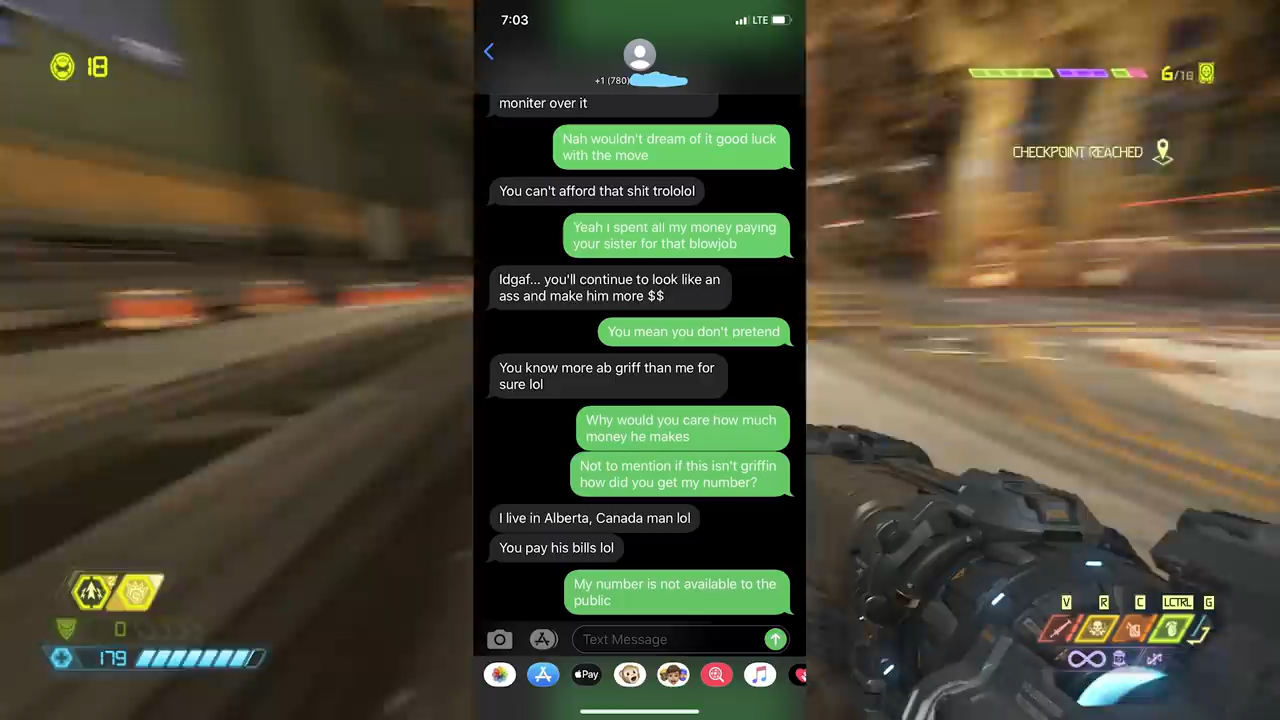 18
7:03
LTE
+1 (780)
moniter over it
Nah wouldn't dream of it good luck
with the move
You can't afford that shit trololol
Yeah I spent all my money paying
your sister for that blowjob
Idgaf... you'll continue to look like an
ass and make him more $$
You mean you don't pretend
You know more ab griff than me for
sure lol
Why would you care how much
money he makes
Not to mention if this isn't griffin
how did you get my number?
I live in Alberta, Canada man lol
You pay his bills lol
My number is not available to the
public
Text Message
Pay
6/18
CHECKPOINT REACHED
0
179
V R C LCTRL G